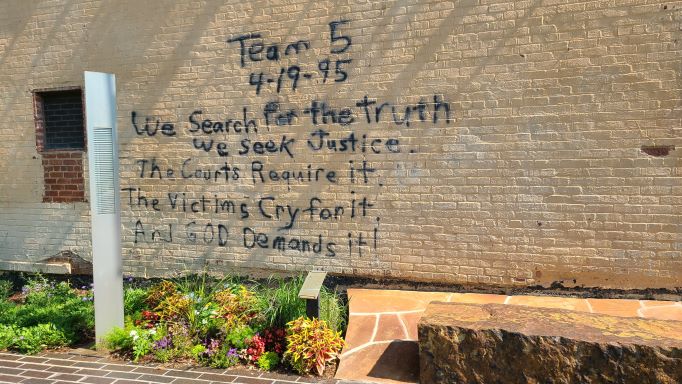 Team 5
4-19-95
We Search for the truth
We seek Justice.
The Courts Require it.
The Victims Cry for it.
And GOD Demands it!